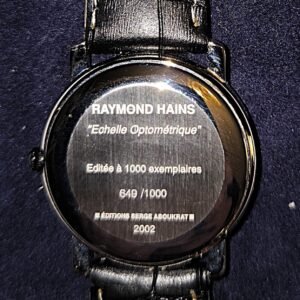 RAYMOND HAINS
"Echelle Optométrique"
Editée à 1000 exemplaires
649 /1000
■ ÉDITIONS SERGE ABOUKRAT ■
2002